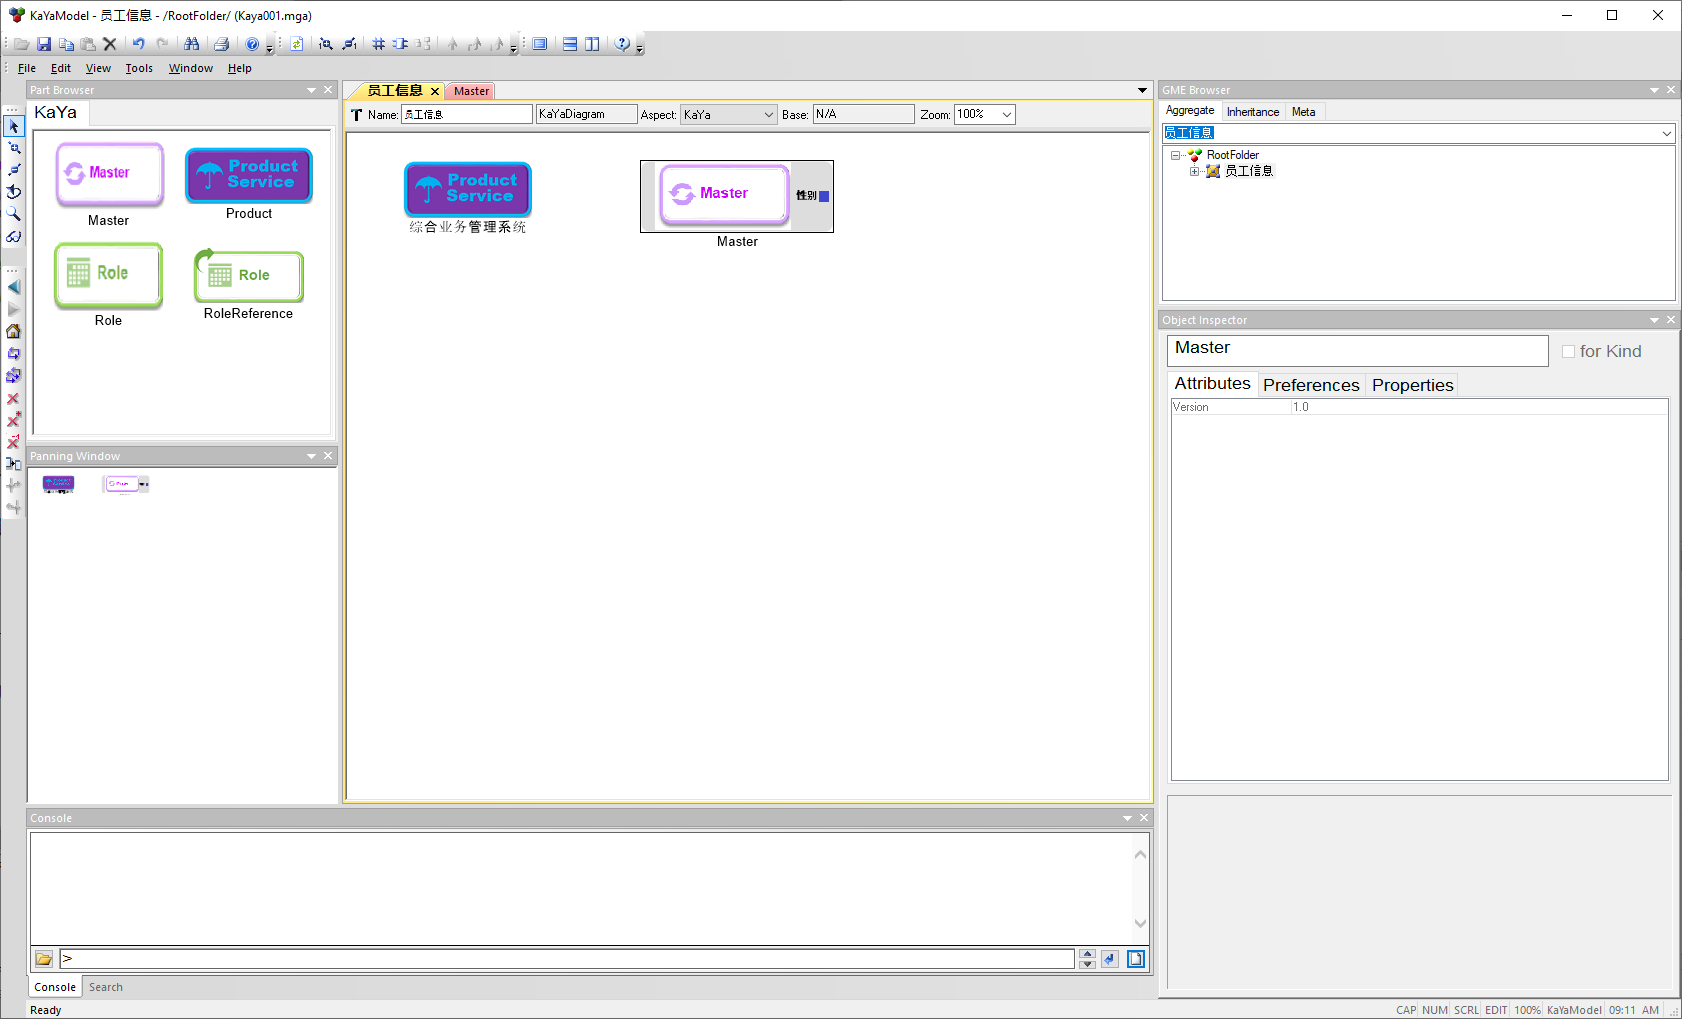 KaYaModel - 员工信息 - /RootFolder/ (Kaya001.mga)
File Edit View Tools Window Help
Part Browser
KaYa
Master
Master
Product Service
Product
Role
Role
Role
RoleReference
Panning Window
员工信息
Master
Name: 员工信息 KaYaDiagram Aspect: KaYa Base: N/A Zoom: 100%
Product Service
综合业务管理系统
Master
性别
Master
GME Browser
Aggregate Inheritance Meta
员工信息
RootFolder
员工信息
Object Inspector
Master
for Kind
Attributes Preferences Properties
Version 1.0
Console
>
Console Search
Ready
CAP NUM SCRL EDIT 100% KaYaModel 09:11 AM